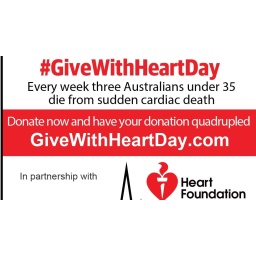 #GiveWithHeartDay
Every week three Australians under 35
die from sudden cardiac death
Donate now and have your donation quadrupled
GiveWithHeartDay.com
In partnership with
Heart
Foundation